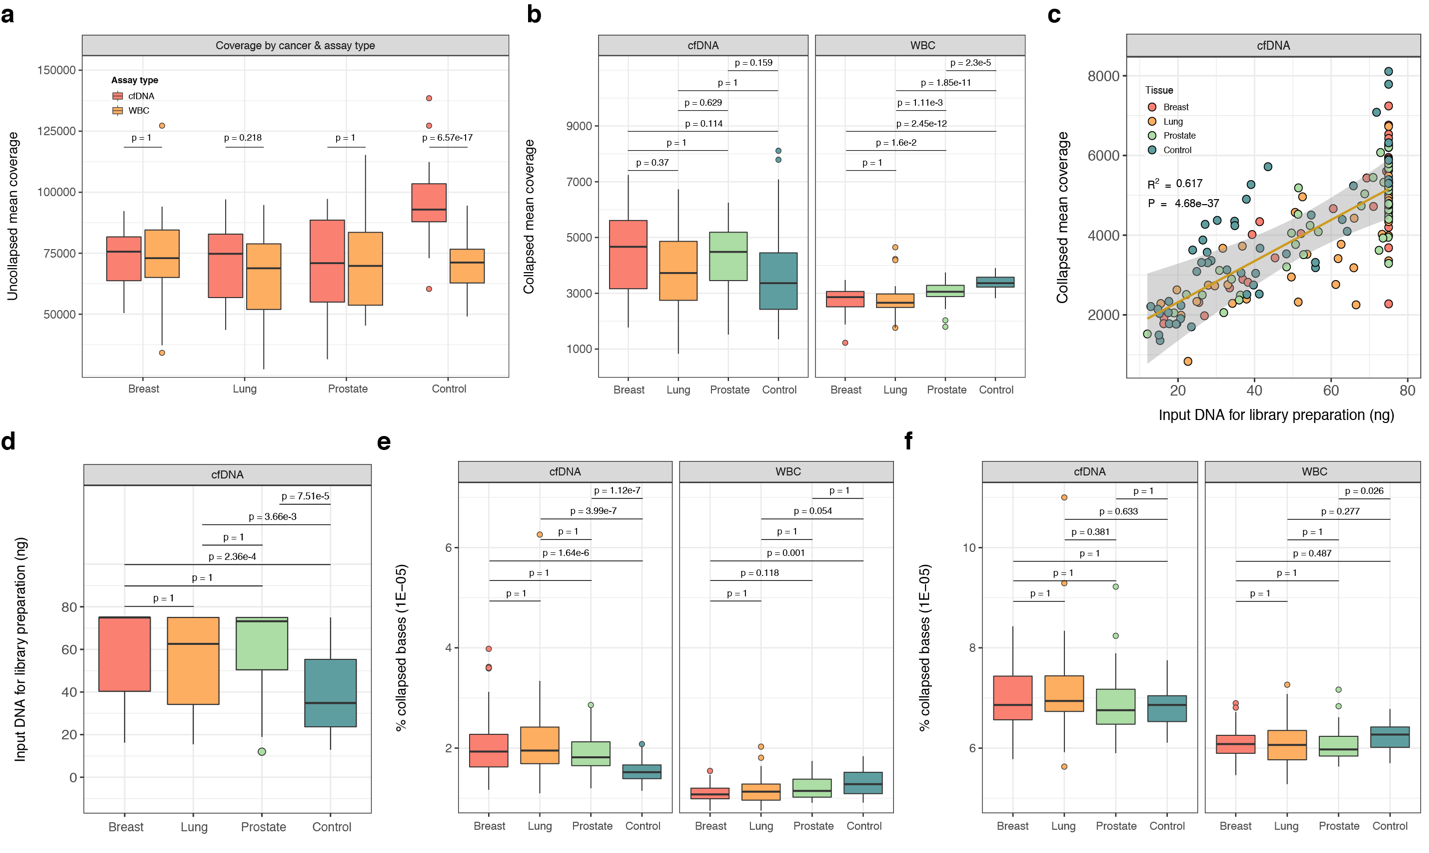 a
Coverage by cancer & assay type
Uncollapsed mean coverage
150000
125000
100000
75000
50000
Assay type
cfDNA
WBC
p = 1
p = 0.218
p = 1
p = 6.57e-17
Breast
Lung
Prostate
Control
b
cfDNA
WBC
Collapsed mean coverage
9000
7000
5000
3000
1000
p = 0.159
p = 1
p = 0.629
p = 0.114
p = 1
p = 0.37
p = 2.3e-5
p = 1.85e-11
p = 1.11e-3
p = 2.45e-12
p = 1.6e-2
p = 1
Breast
Lung
Prostate
Control
Breast
Lung
Prostate
Control
c
cfDNA
Collapsed mean coverage
8000
6000
4000
2000
Tissue
Breast
Lung
Prostate
Control
R² = 0.617
P = 4.68e−37
20
40
60
80
Input DNA for library preparation (ng)
d
cfDNA
Input DNA for library preparation (ng)
80
60
40
20
0
p = 7.51e-5
p = 3.66e-3
p = 1
p = 2.36e-4
p = 1
p = 1
Breast
Lung
Prostate
Control
e
cfDNA
WBC
% collapsed bases (1E−05)
6
4
2
p = 1.12e-7
p = 3.99e-7
p = 1
p = 1.64e-6
p = 1
p = 1
p = 1
p = 0.054
p = 1
p = 0.001
p = 0.118
p = 1
Breast
Lung
Prostate
Control
Breast
Lung
Prostate
Control
f
cfDNA
WBC
% collapsed bases (1E−05)
10
8
6
p = 1
p = 0.633
p = 0.381
p = 1
p = 1
p = 1
p = 0.026
p = 0.277
p = 1
p = 0.487
p = 1
p = 1
Breast
Lung
Prostate
Control
Breast
Lung
Prostate
Control